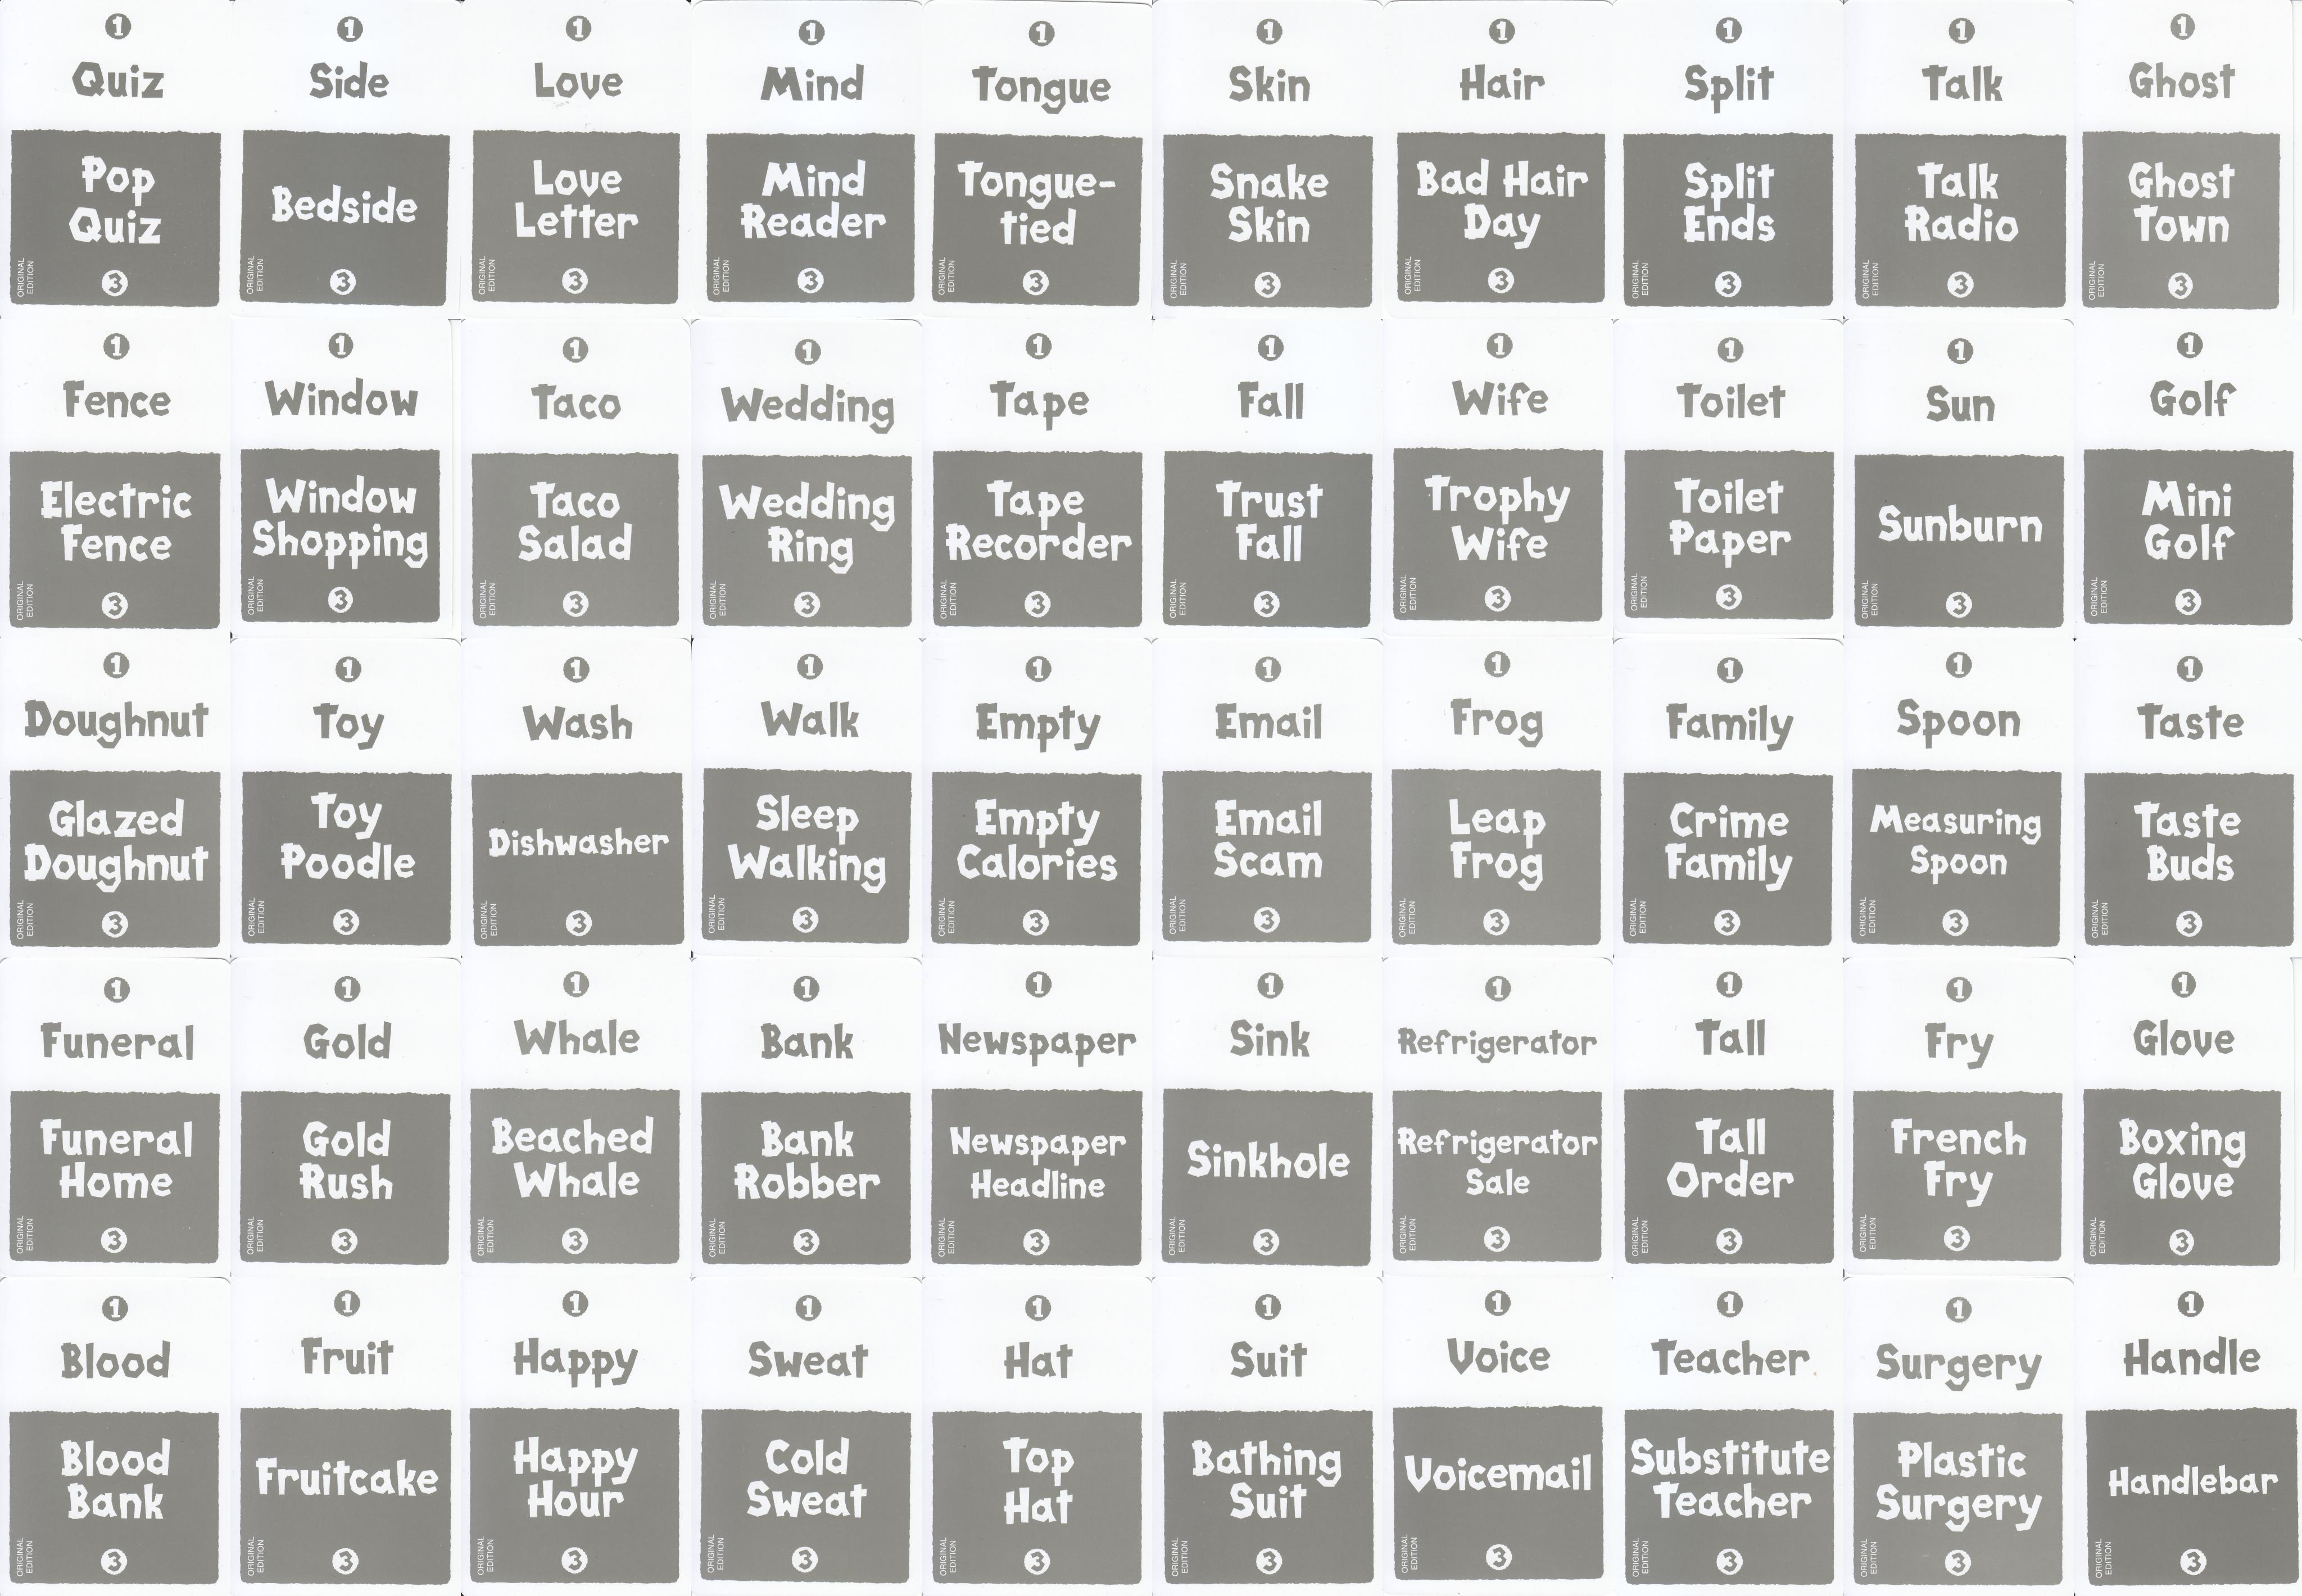 1
Quiz
Pop
Quiz
ORIGINAL
EDITION
3
1
Side
Bedside
ORIGINAL
EDITION
3
1
Love
Love
Letter
ORIGINAL
EDITION
3
1
Mind
Mind
Reader
ORIGINAL
EDITION
3
1
Tongue
Tongue-
tied
ORIGINAL
EDITION
3
1
Skin
Snake
Skin
ORIGINAL
EDITION
3
1
Hair
Bad Hair
Day
ORIGINAL
EDITION
3
1
Split
Split
Ends
ORIGINAL
EDITION
3
1
Talk
Talk
Radio
ORIGINAL
EDITION
3
1
Ghost
Ghost
Town
ORIGINAL
EDITION
3
1
Fence
Electric
Fence
ORIGINAL
EDITION
3
1
Window
Window
Shopping
ORIGINAL
EDITION
3
1
Taco
Taco
Salad
ORIGINAL
EDITION
3
1
Wedding
Wedding
Ring
ORIGINAL
EDITION
3
1
Tape
Tape
Recorder
ORIGINAL
EDITION
3
1
Fall
Trust
Fall
ORIGINAL
EDITION
3
1
Wife
Trophy
Wife
ORIGINAL
EDITION
3
1
Toilet
Toilet
Paper
ORIGINAL
EDITION
3
1
Sun
Sunburn
ORIGINAL
EDITION
3
1
Golf
Mini
Golf
ORIGINAL
EDITION
3
1
Doughnut
Glazed
Doughnut
ORIGINAL
EDITION
3
1
Toy
Toy
Poodle
ORIGINAL
EDITION
3
1
Wash
Dishwasher
ORIGINAL
EDITION
3
1
Walk
Sleep
Walking
ORIGINAL
EDITION
3
1
Empty
Empty
Calories
ORIGINAL
EDITION
3
1
Email
Email
Scam
ORIGINAL
EDITION
3
1
Frog
Leap
Frog
ORIGINAL
EDITION
3
1
Family
Crime
Family
ORIGINAL
EDITION
3
1
Spoon
Measuring
Spoon
ORIGINAL
EDITION
3
1
Taste
Taste
Buds
ORIGINAL
EDITION
3
1
Funeral
Funeral
Home
ORIGINAL
EDITION
3
1
Gold
Gold
Rush
ORIGINAL
EDITION
3
1
Whale
Beached
Whale
ORIGINAL
EDITION
3
1
Bank
Bank
Robber
ORIGINAL
EDITION
3
1
Newspaper
Newspaper
Headline
ORIGINAL
EDITION
3
1
Sink
Sinkhole
ORIGINAL
EDITION
3
1
Refrigerator
Refrigerator
Sale
ORIGINAL
EDITION
3
1
Tall
Tall
Order
ORIGINAL
EDITION
3
1
Fry
French
Fry
ORIGINAL
EDITION
3
1
Glove
Boxing
Glove
ORIGINAL
EDITION
3
1
Blood
Blood
Bank
ORIGINAL
EDITION
3
1
Fruit
Fruitcake
ORIGINAL
EDITION
3
1
Happy
Happy
Hour
ORIGINAL
EDITION
3
1
Sweat
Cold
Sweat
ORIGINAL
EDITION
3
1
Hat
Top
Hat
ORIGINAL
EDITION
3
1
Suit
Bathing
Suit
ORIGINAL
EDITION
3
1
Voice
Voicemail
ORIGINAL
EDITION
3
1
Teacher
Substitute
Teacher
ORIGINAL
EDITION
3
1
Surgery
Plastic
Surgery
ORIGINAL
EDITION
3
1
Handle
Handlebar
ORIGINAL
EDITION
3